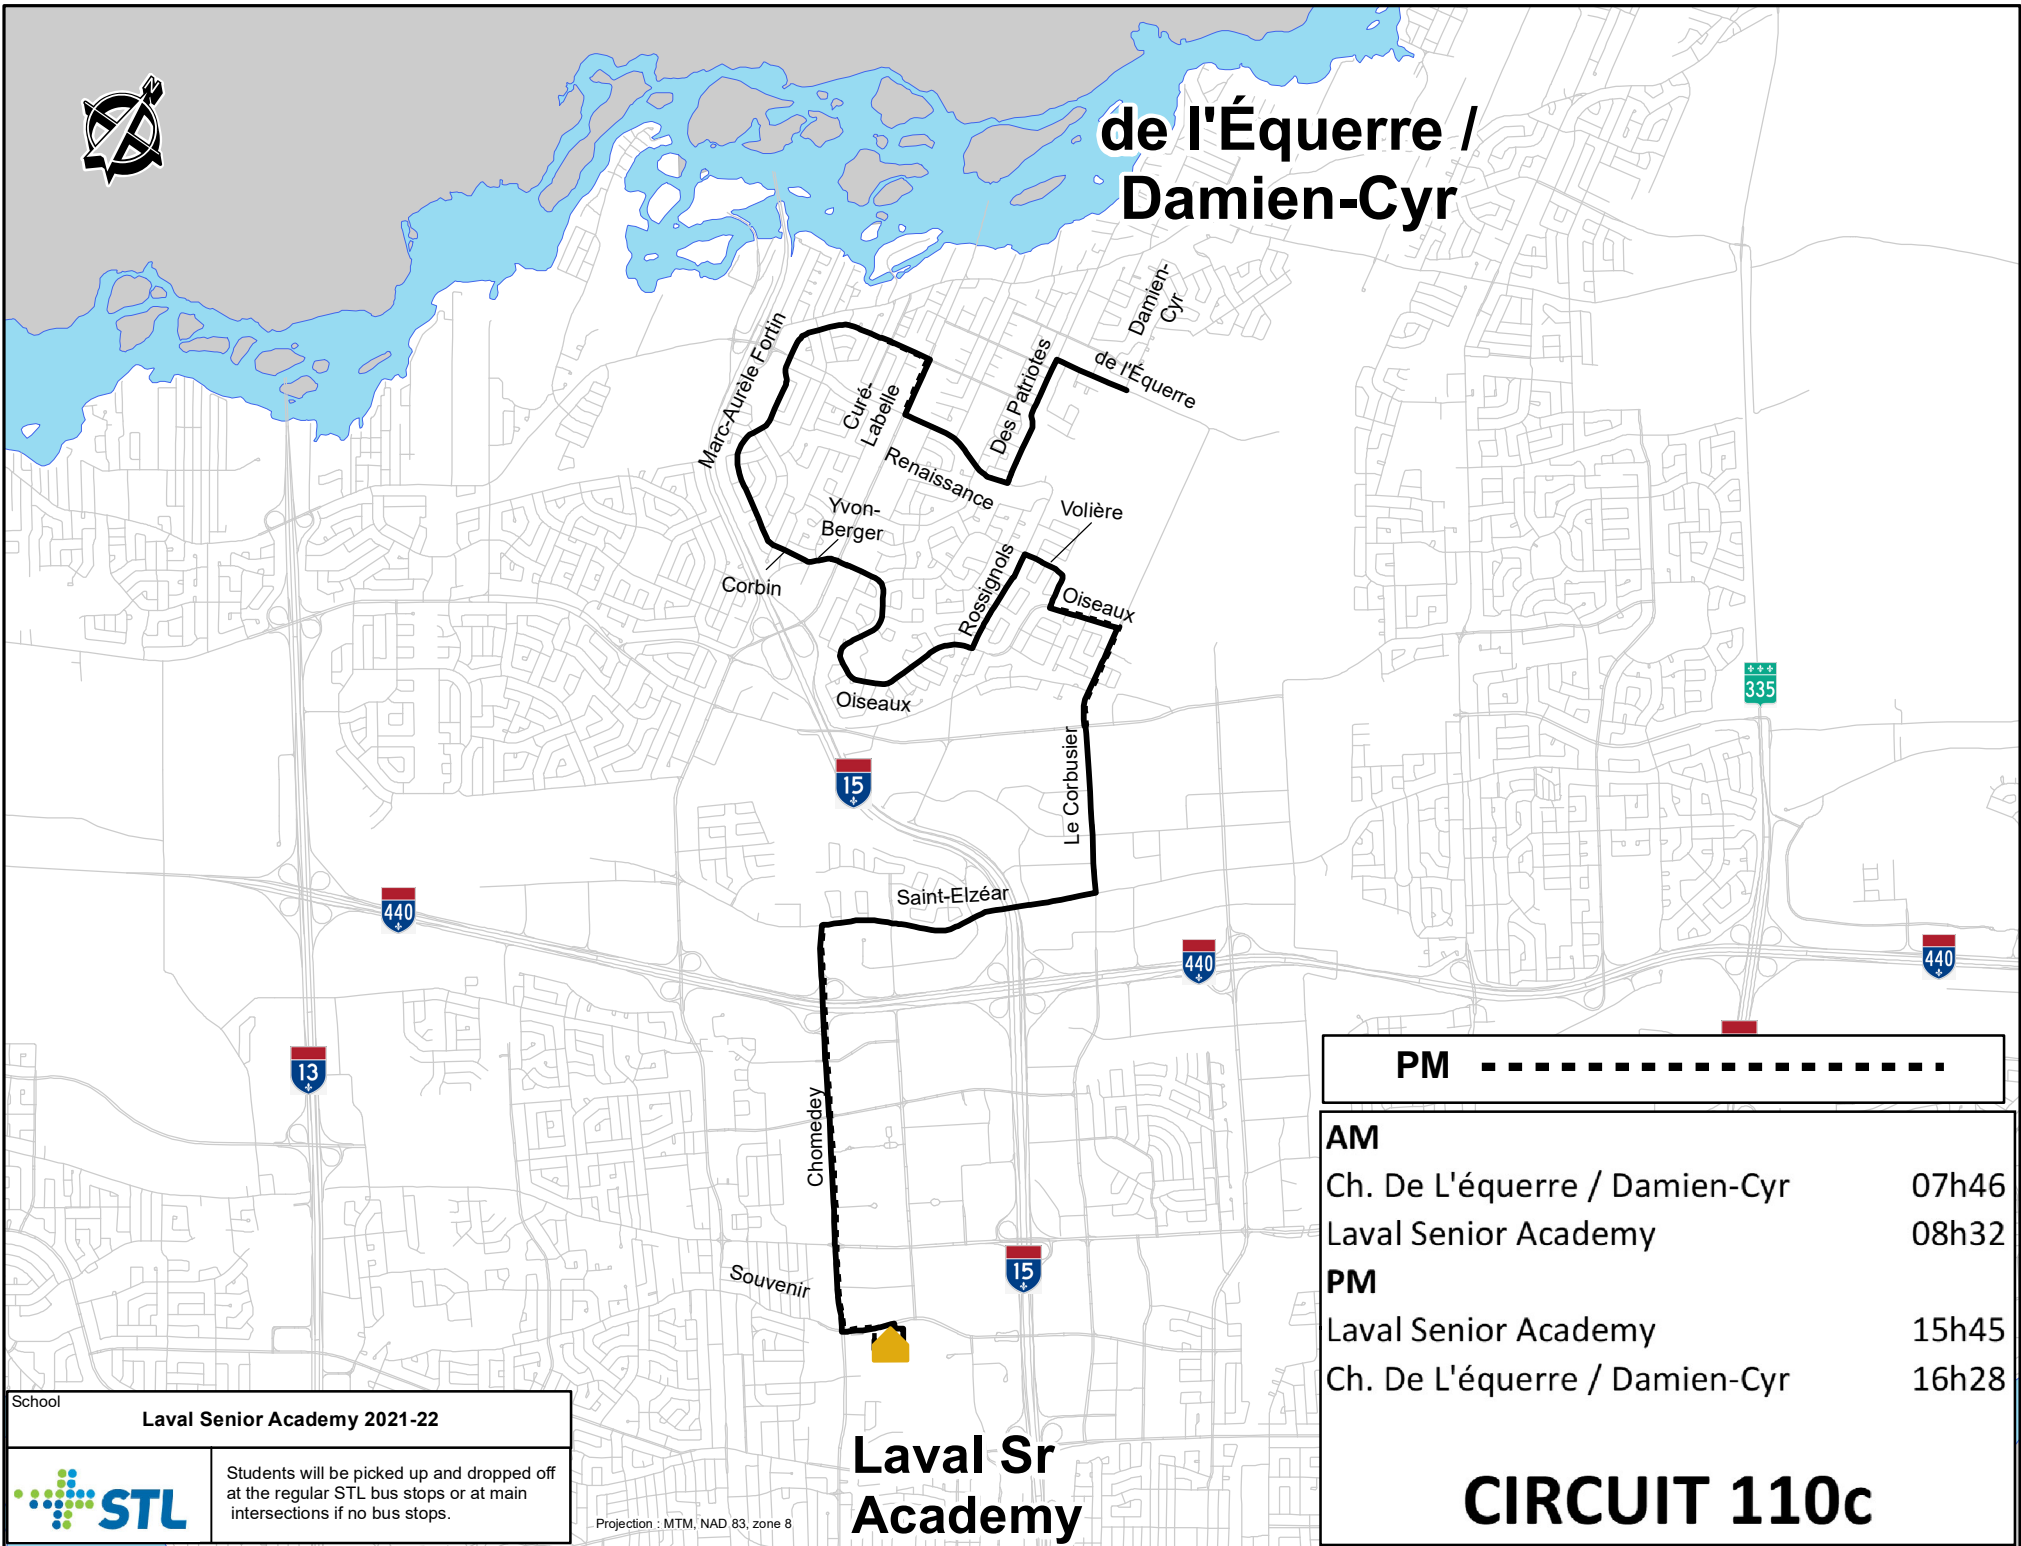 N
de l'Équerre /
Damien-Cyr
Damien-
Cyr
de l'Équerre
Des Patriotes
Marc-Aurèle Fortin
Curé-
Labelle
Renaissance
Yvon-
Berger
Volière
Corbin
Rossignols
Oiseaux
Oiseaux
335
15
Le Corbusier
Saint-Elzéar
440
440
440
13
Chomedey
15
Souvenir
PM
AM
Ch. De L'équerre / Damien-Cyr 07h46
Laval Senior Academy 08h32
PM
Laval Senior Academy 15h45
Ch. De L'équerre / Damien-Cyr 16h28
CIRCUIT 110c
School
Laval Senior Academy 2021-22
STL
Students will be picked up and dropped off
at the regular STL bus stops or at main
intersections if no bus stops.
Projection : MTM, NAD 83, zone 8
Laval Sr
Academy